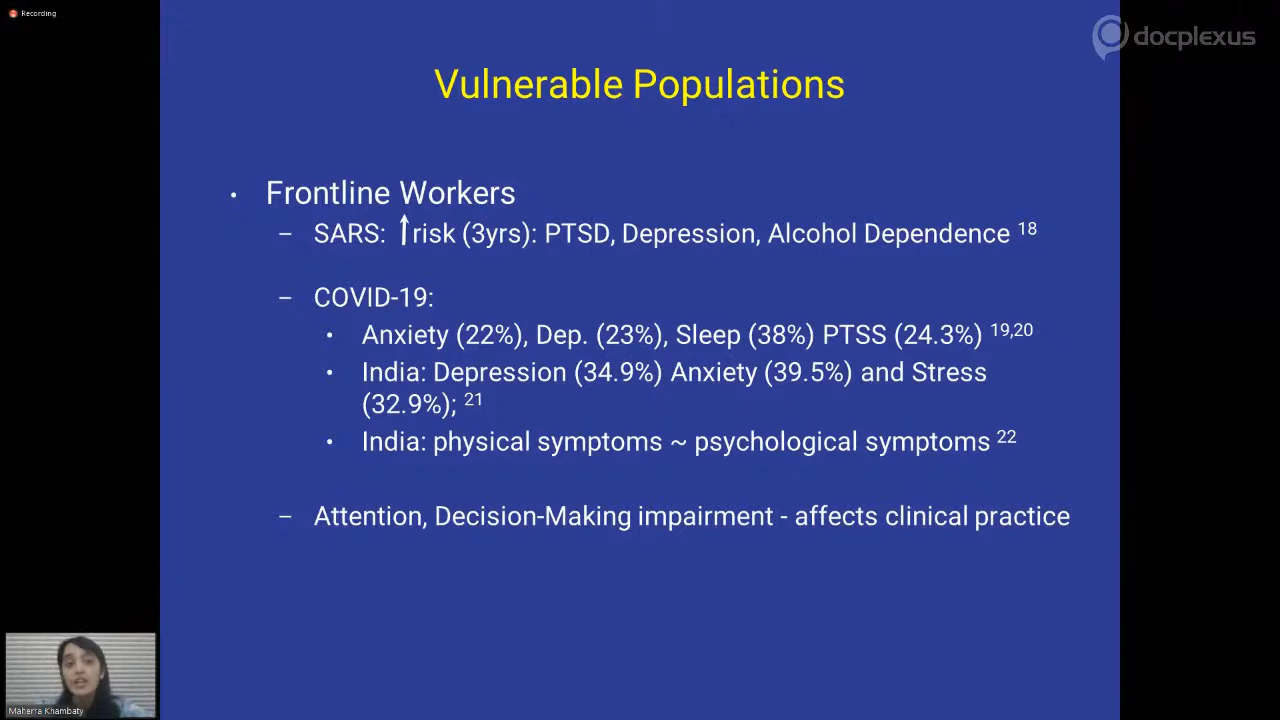 Recording
docplexus
Vulnerable Populations
• Frontline Workers
– SARS: ↑risk (3yrs): PTSD, Depression, Alcohol Dependence 18
– COVID-19:
• Anxiety (22%), Dep. (23%), Sleep (38%) PTSS (24.3%) 19,20
• India: Depression (34.9%) Anxiety (39.5%) and Stress
(32.9%); 21
• India: physical symptoms ~ psychological symptoms 22
– Attention, Decision-Making impairment - affects clinical practice
Maherra Khambaty